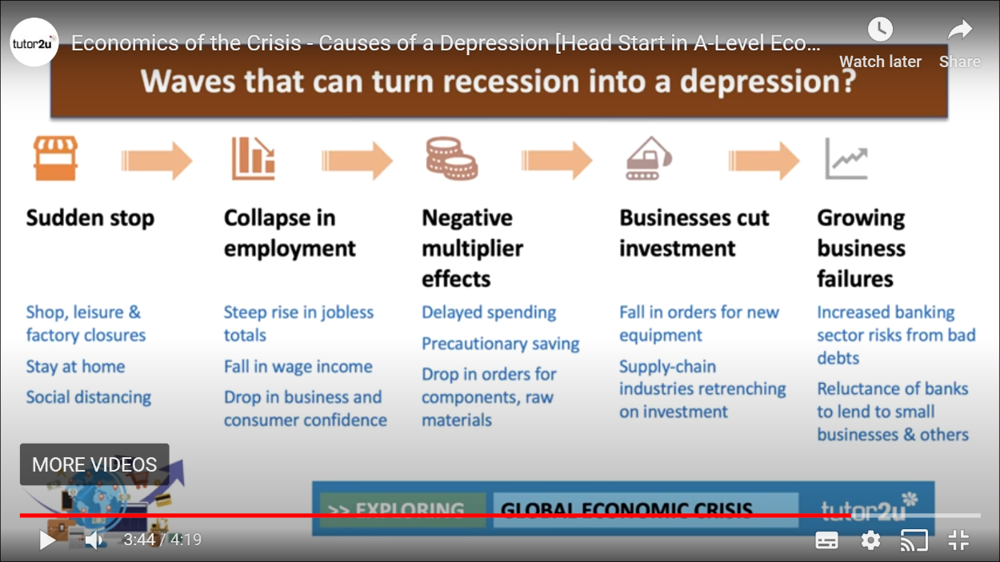 tutor2u
Economics of the Crisis - Causes of a Depression [Head Start in A-Level Eco...
Watch later
Share
Waves that can turn recession into a depression?
Sudden stop
Shop, leisure &
factory closures
Stay at home
Social distancing
Collapse in
employment
Steep rise in jobless
totals
Fall in wage income
Drop in business and
consumer confidence
Negative
multiplier
effects
Delayed spending
Precautionary saving
Drop in orders for
components, raw
materials
Businesses cut
investment
Fall in orders for new
equipment
Supply-chain
industries retrenching
on investment
Growing
business
failures
Increased banking
sector risks from bad
debts
Reluctance of banks
to lend to small
businesses & others
MORE VIDEOS
>> EXPLORING
GLOBAL ECONOMIC CRISIS
tutor2u
3:44 / 4:19